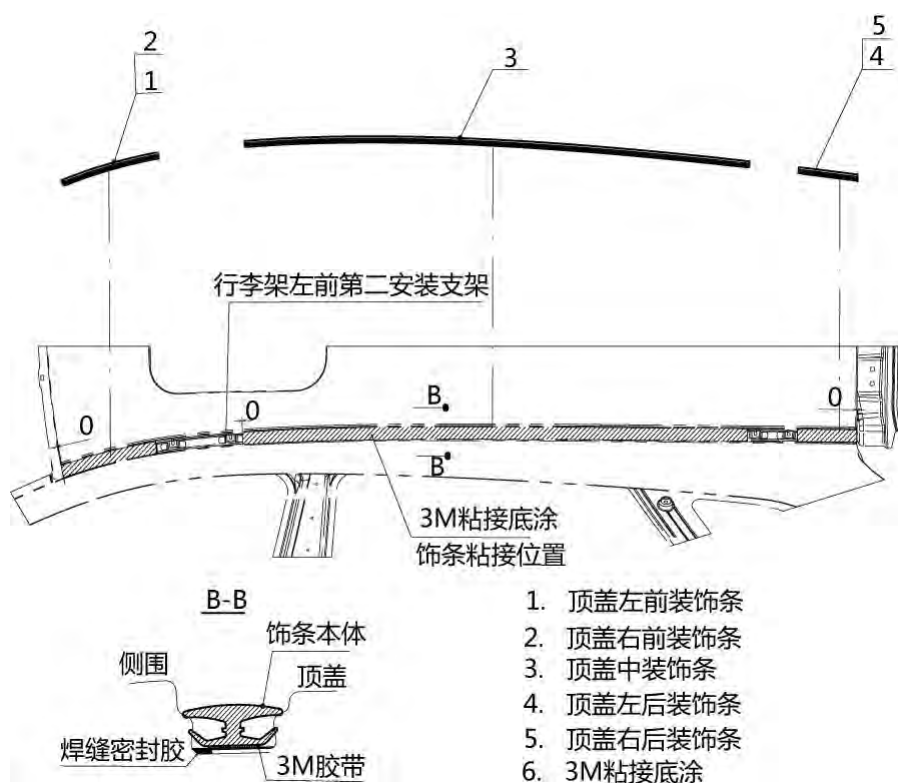 2
1
3
5
4
行李架左前第二安装支架
0
0
B
0
B
3M粘接底涂
饰条粘接位置
B-B
饰条本体
侧围
顶盖
焊缝密封胶
3M胶带
1. 顶盖左前装饰条
2. 顶盖右前装饰条
3. 顶盖中装饰条
4. 顶盖左后装饰条
5. 顶盖右后装饰条
6. 3M粘接底涂